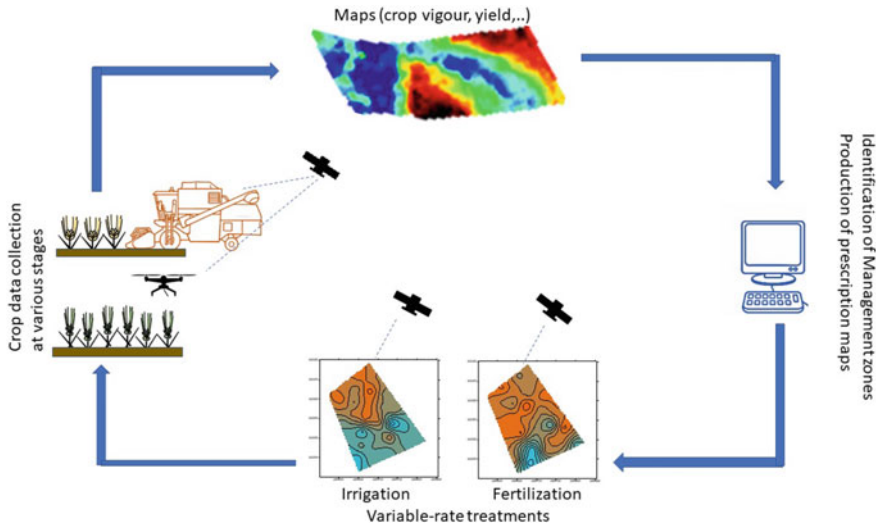 Maps (crop vigour, yield,..)
Crop data collection
at various stages
Identification of Management zones
Production of prescription maps
Irrigation
Fertilization
Variable-rate treatments